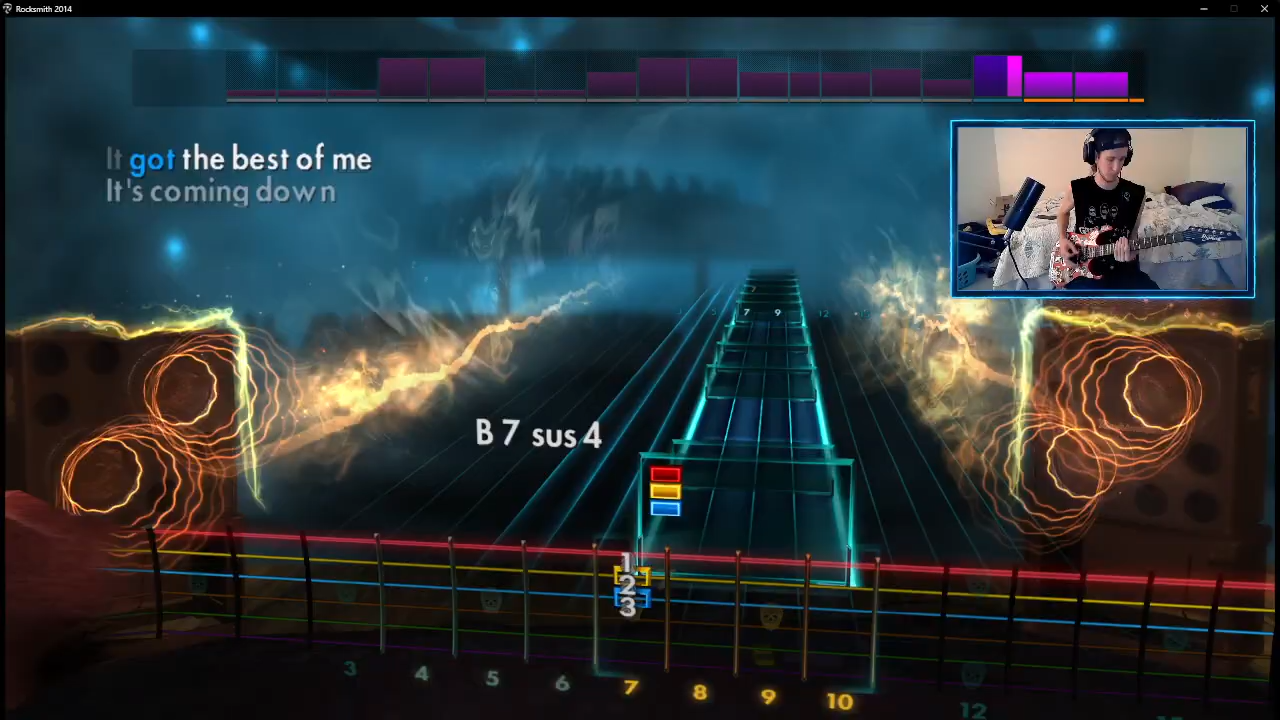 Rocksmith 2014
It got the best of me
It's coming down
7 9 12
B 7 sus 4
1
2
3
3 4 5 6 7 8 9 10 12